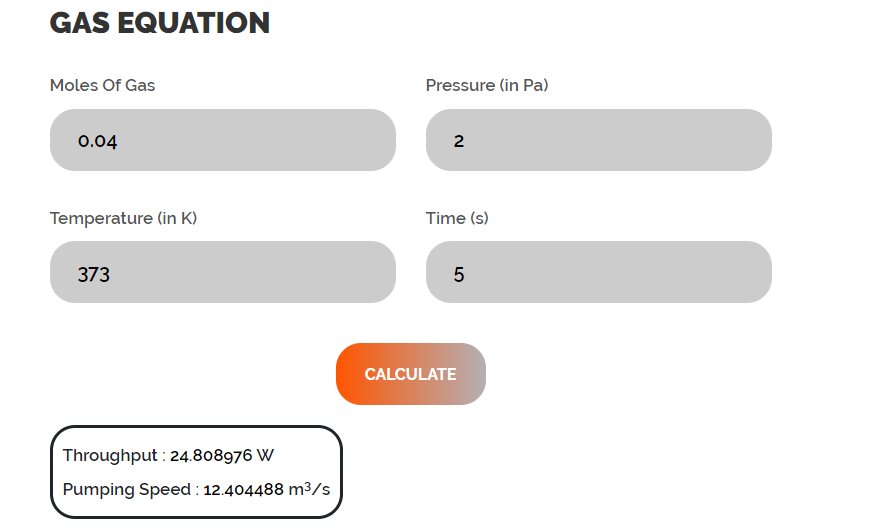 GAS EQUATION
Moles Of Gas
Pressure (in Pa)
0.04
2
Temperature (in K)
Time (s)
373
5
CALCULATE
Throughput : 24.808976 W
Pumping Speed : 12.404488 m³/s